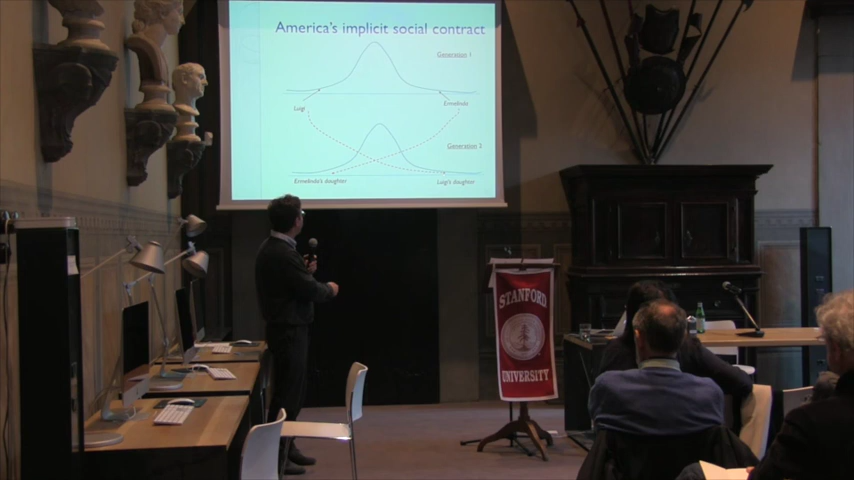 America's implicit social contract
Generation 1
Luigi
Ermelinda
Generation 2
Ermelinda's daughter
Luigi's daughter
STANFORD
UNIVERSITY